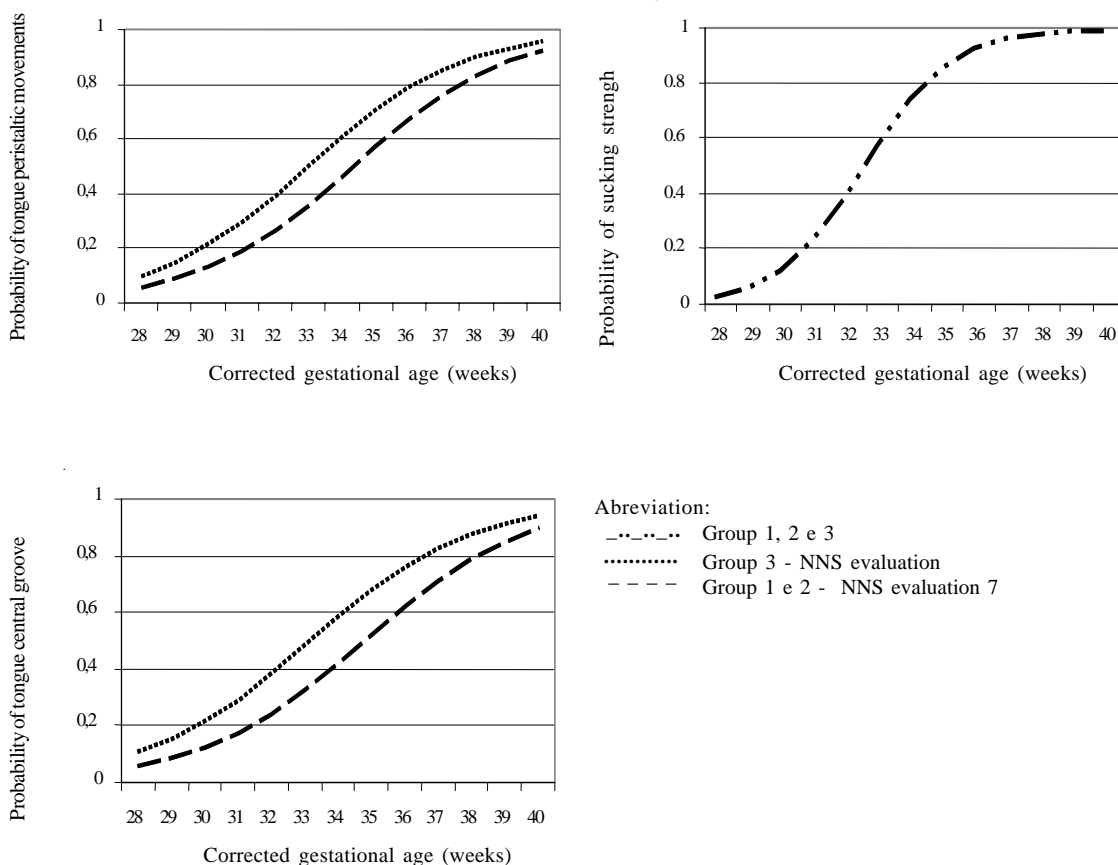 Probability of tongue peristaltic movements
1
0,8
0,6
0,4
0,2
0
28 29 30 31 32 33 34 35 36 37 38 39 40
Corrected gestational age (weeks)
Probability of sucking strengh
1
0.8
0.6
0.4
0.2
0
28 29 30 31 32 33 34 35 36 37 38 39 40
Corrected gestational age (weeks)
Probability of tongue central groove
1
0,8
0,6
0,4
0,2
0
28 29 30 31 32 33 34 35 36 37 38 39 40
Corrected gestational age (weeks)
Abreviation:
Group 1, 2 e 3
Group 3 - NNS evaluation
Group 1 e 2 - NNS evaluation 7